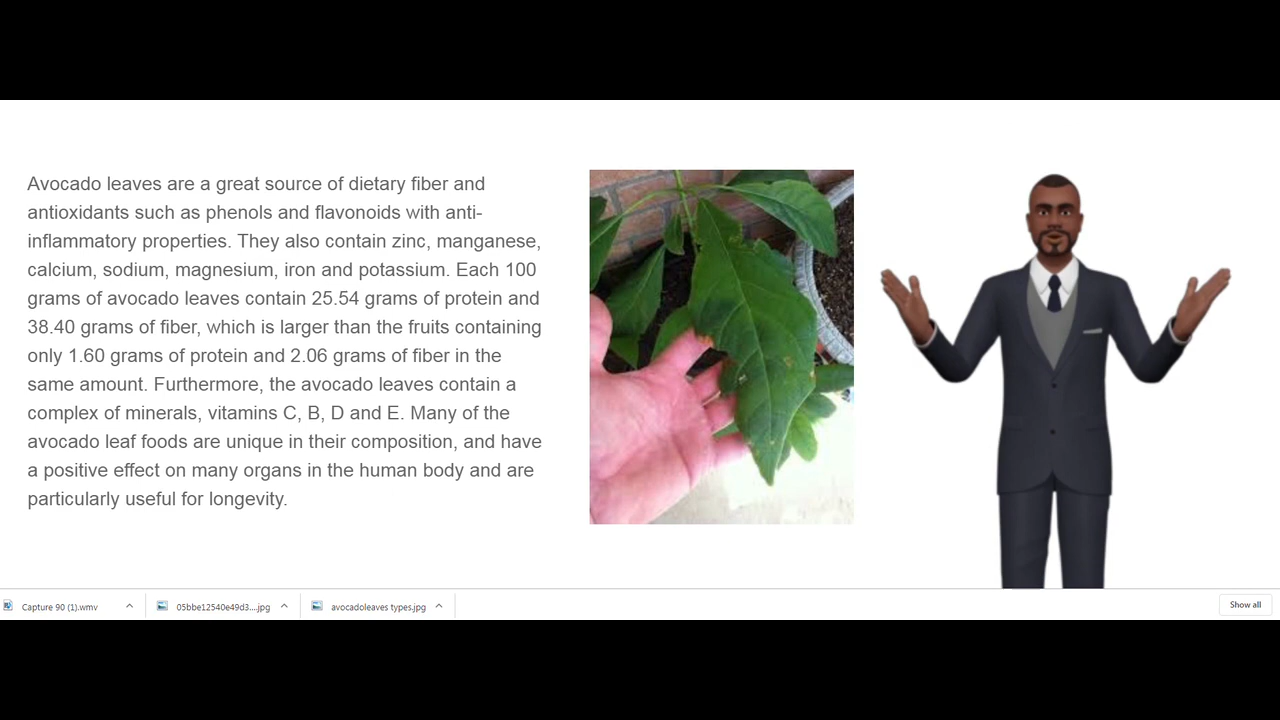 Avocado leaves are a great source of dietary fiber and
antioxidants such as phenols and flavonoids with anti-
inflammatory properties. They also contain zinc, manganese,
calcium, sodium, magnesium, iron and potassium. Each 100
grams of avocado leaves contain 25.54 grams of protein and
38.40 grams of fiber, which is larger than the fruits containing
only 1.60 grams of protein and 2.06 grams of fiber in the
same amount. Furthermore, the avocado leaves contain a
complex of minerals, vitamins C, B, D and E. Many of the
avocado leaf foods are unique in their composition, and have
a positive effect on many organs in the human body and are
particularly useful for longevity.
Capture 90 (1).wmv
05bbe12540e49d3....jpg
avocadoleaves types.jpg
Show all